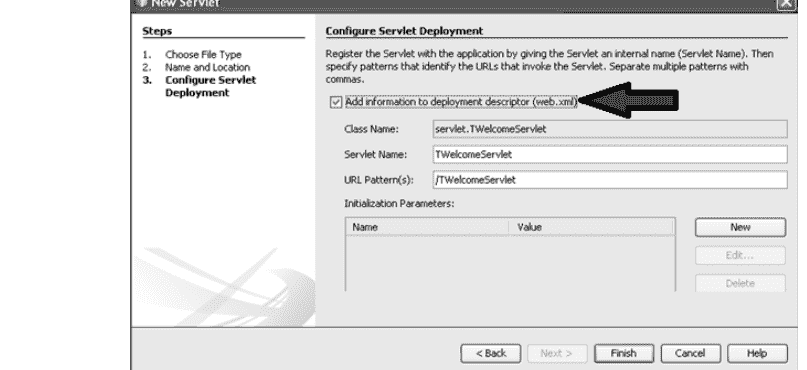 New Servlet
Steps
1. Choose File Type
2. Name and Location
3. Configure Servlet
Deployment
Configure Servlet Deployment
Register the Servlet with the application by giving the Servlet an internal name (Servlet Name). Then
specify patterns that identify the URLs that invoke the Servlet. Separate multiple patterns with
commas.
Add information to deployment descriptor (web.xml)
Class Name: servlet.TWelcomeServlet
Servlet Name: TWelcomeServlet
URL Pattern(s): /TWelcomeServlet
Initialization Parameters:
Name Value
New
Edit...
Delete
< Back Next > Finish Cancel Help